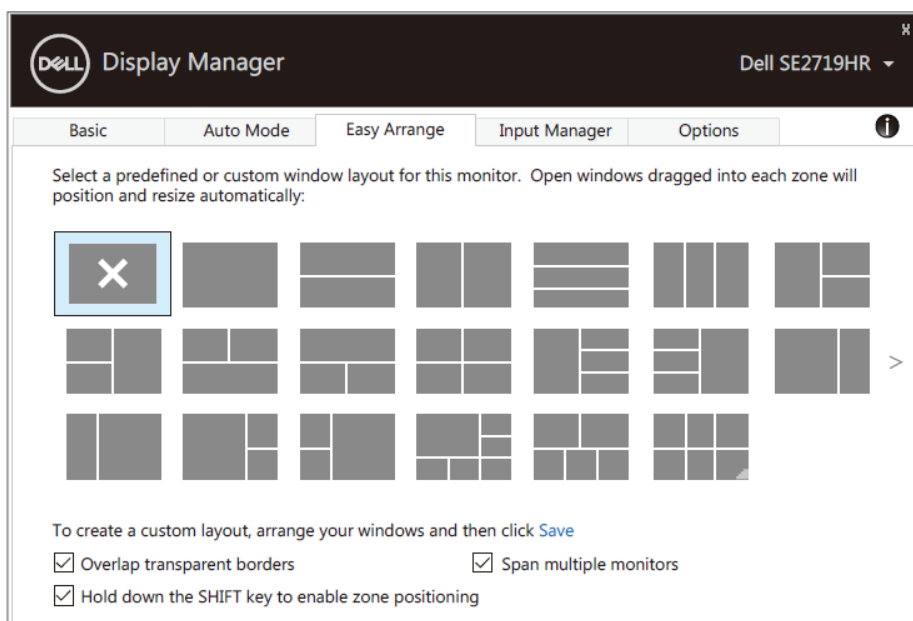 DELL Display Manager
Dell SE2719HR
Basic Auto Mode Easy Arrange Input Manager Options
Select a predefined or custom window layout for this monitor. Open windows dragged into each zone will
position and resize automatically:
To create a custom layout, arrange your windows and then click Save
Overlap transparent borders Span multiple monitors
Hold down the SHIFT key to enable zone positioning